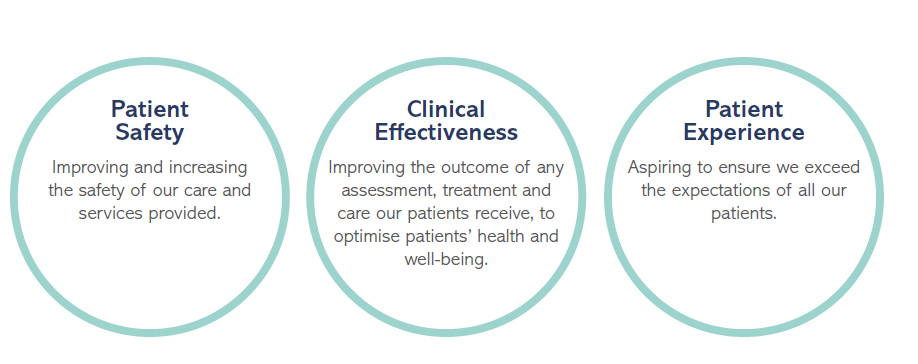 Patient
Safety
Improving and increasing
the safety of our care and
services provided.
Clinical
Effectiveness
Improving the outcome of any
assessment, treatment and
care our patients receive, to
optimise patients’ health and
well-being.
Patient
Experience
Aspiring to ensure we exceed
the expectations of all our
patients.